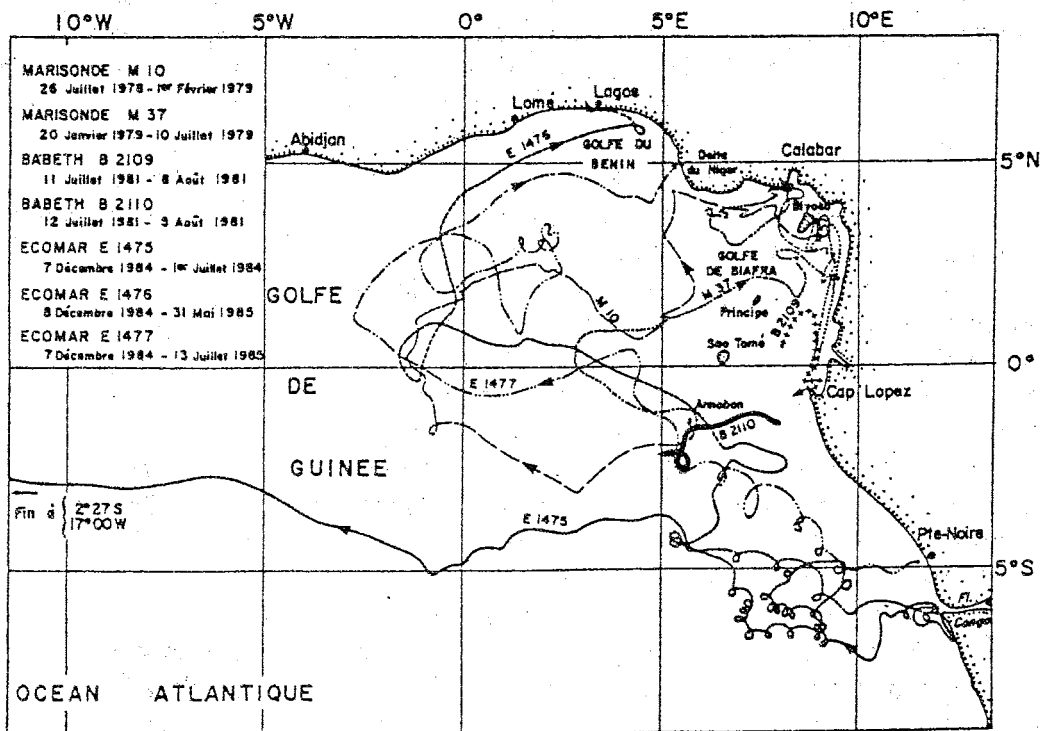 10°W 5°W 0° 5°E 10°E
MARISONDE M 10
26 Juillet 1978 - 1er Février 1979
MARISONDE M 37
20 Janvier 1979 - 10 Juillet 1979
BABETH B 2109
11 Juillet 1981 - 8 Août 1981
BABETH B 2110
12 Juillet 1981 - 9 Août 1981
ECOMAR E 1475
7 Décembre 1984 - 1er Juillet 1984
ECOMAR E 1476
8 Décembre 1984 - 31 Mai 1985
ECOMAR E 1477
7 Décembre 1984 - 13 Juillet 1985
Abidjan
Lome
Lagos
E 1475
GOLFE DU
BENIN
Delta
du Niger
Calabar
5°N
GOLFE
DE BIAFRA
M 37
Principe
B 2109
Sao Tomé
M 10
GOLFE
0°
Cap Lopez
E 1477
DE
Annobon
B 2110
GUINEE
Fin à
2°27 S
17°00 W
E 1475
Pte-Noire
5°S
Fl.
Congo
OCEAN ATLANTIQUE